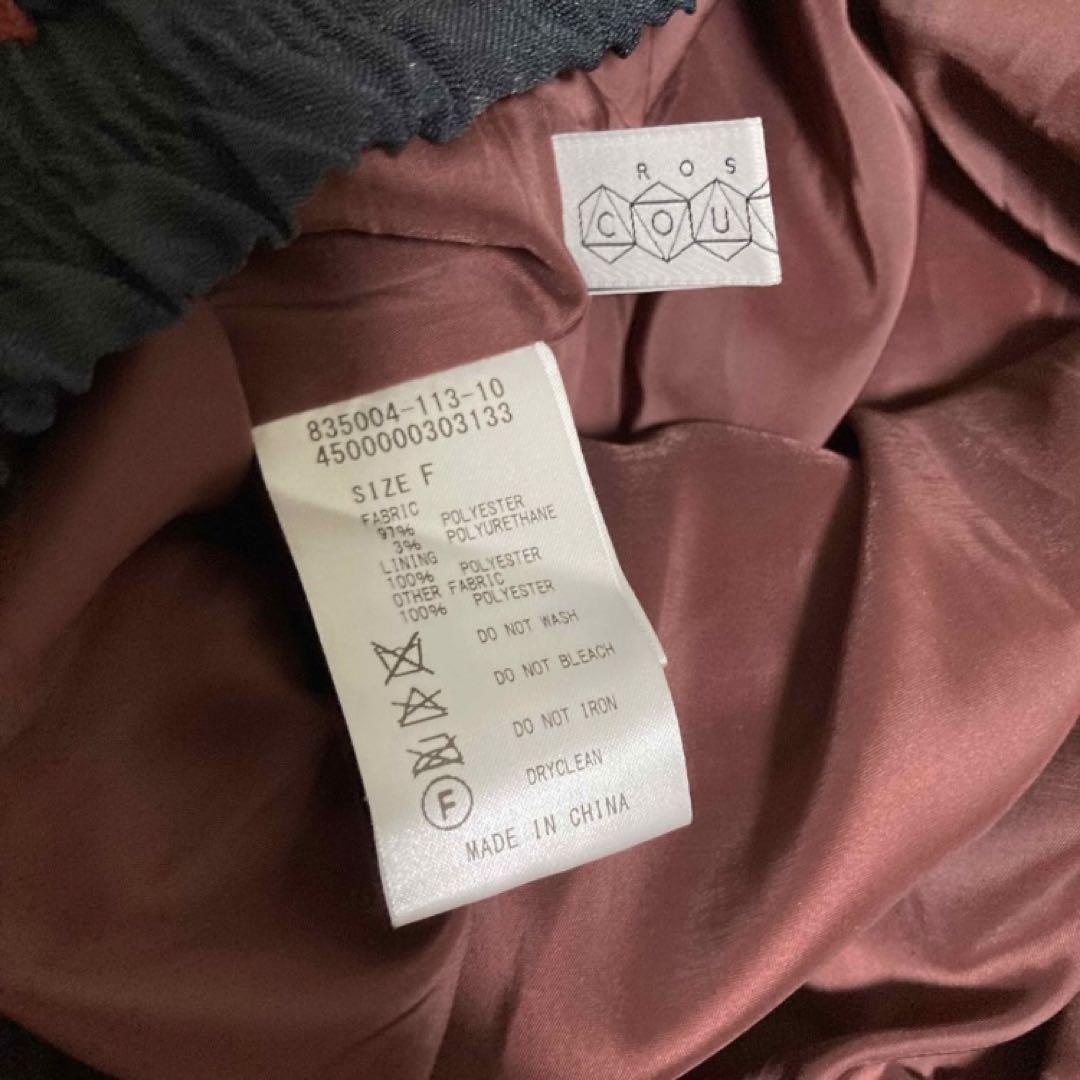 ROS
COU
835004-113-10
4500000303133
SIZE F
FABRIC
97% POLYESTER
3% POLYURETHANE
LINING
100% POLYESTER
OTHER FABRIC
100% POLYESTER
DO NOT WASH
DO NOT BLEACH
DO NOT IRON
F DRYCLEAN
MADE IN CHINA